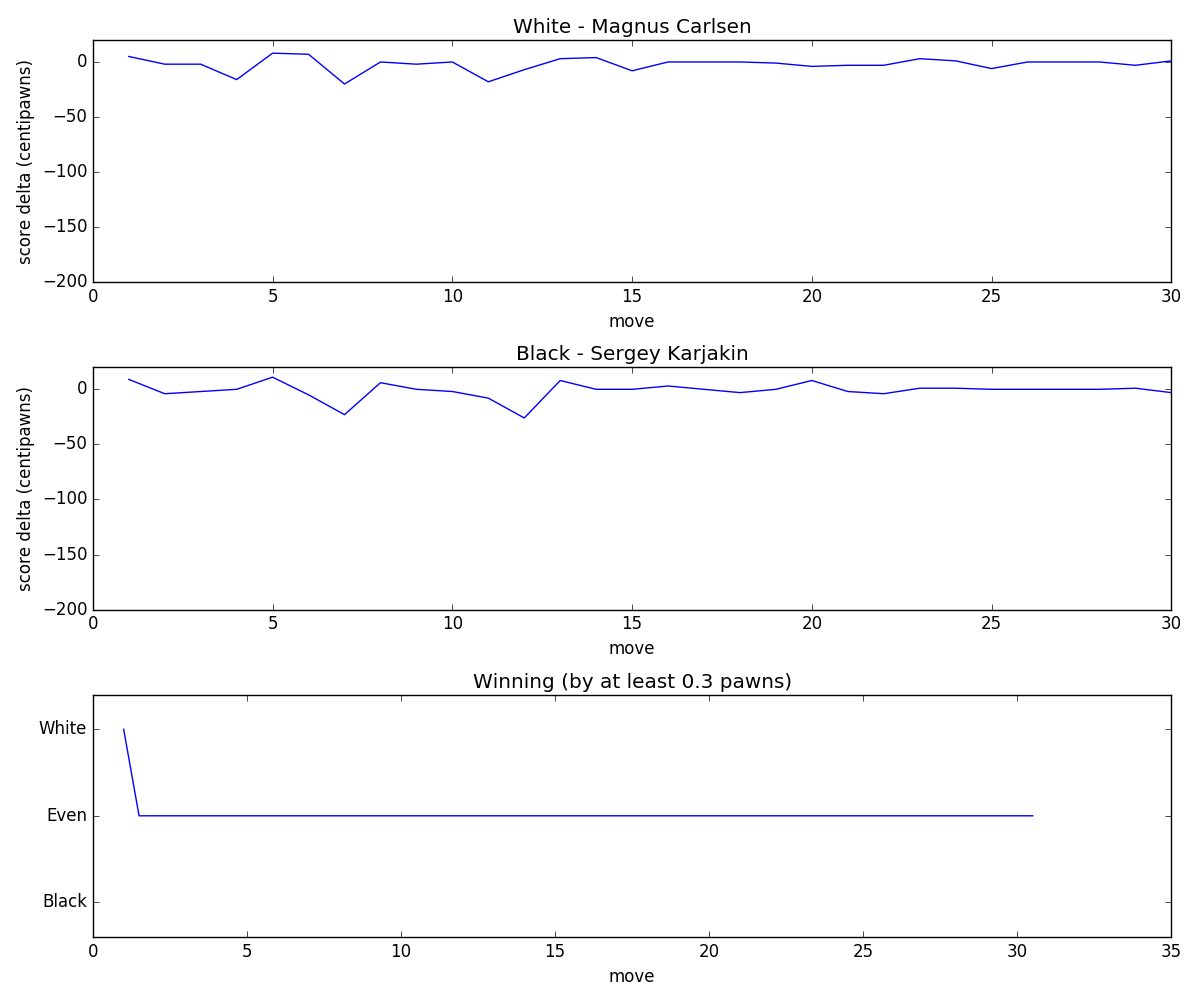 White - Magnus Carlsen
score delta (centipawns)
0
−50
−100
−150
−200
0 5 10 15 20 25 30
move
Black - Sergey Karjakin
score delta (centipawns)
0
−50
−100
−150
−200
0 5 10 15 20 25 30
move
Winning (by at least 0.3 pawns)
White
Even
Black
0 5 10 15 20 25 30 35
move